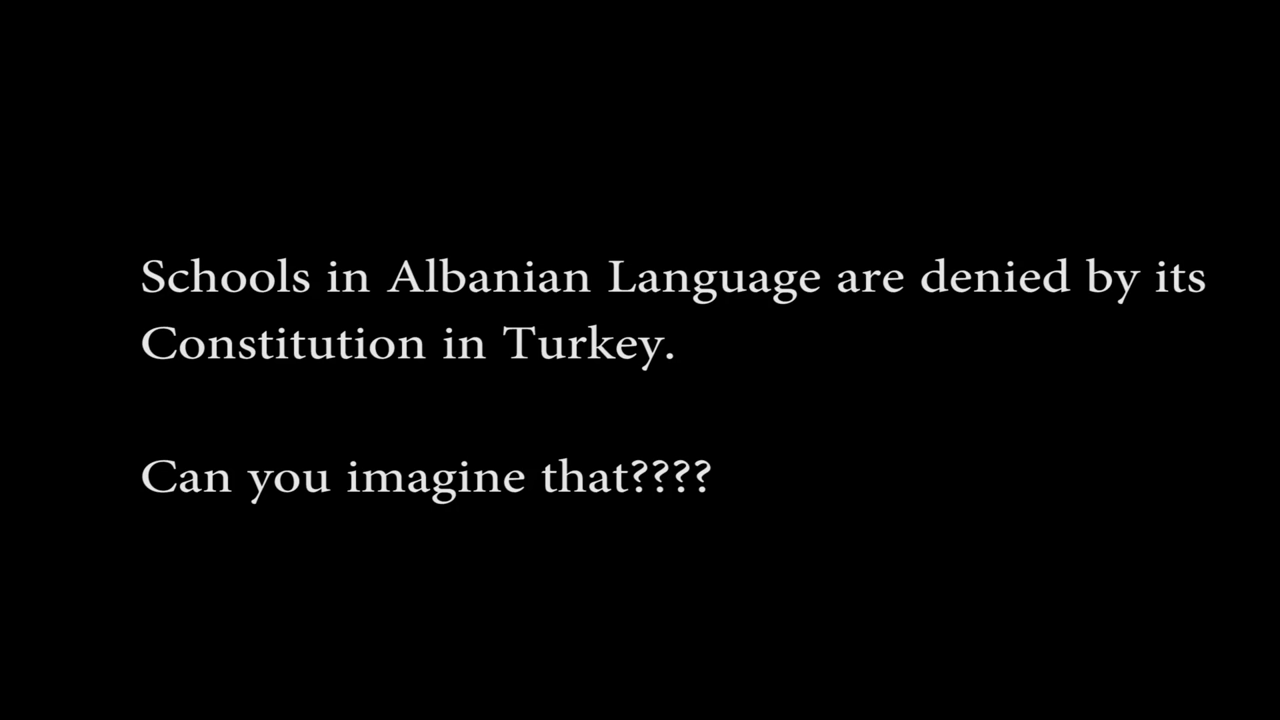 Schools in Albanian Language are denied by its
Constitution in Turkey.
Can you imagine that????